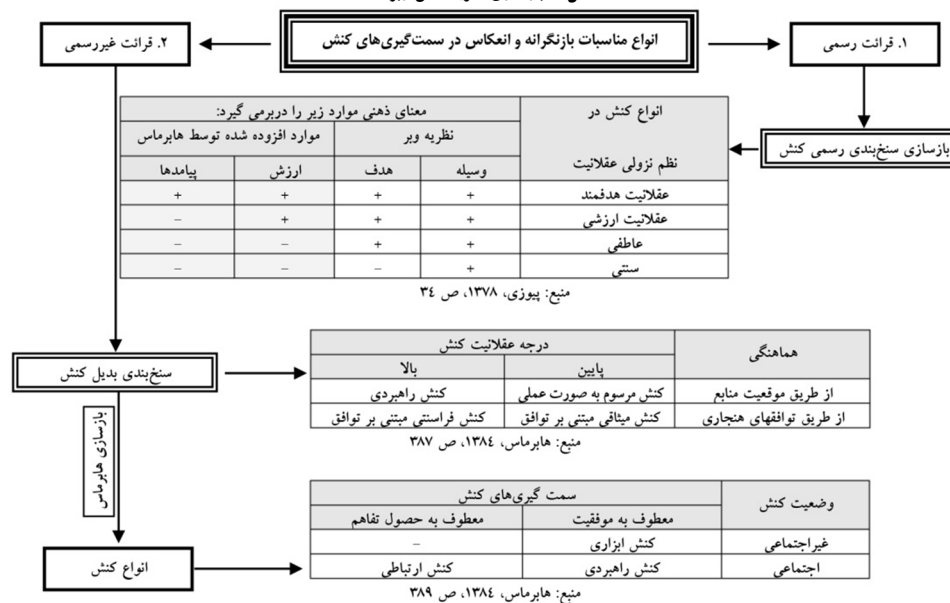 ۱. قرائت رسمی
انواع مناسبات بازنگرانه و انعکاس در سمت‌گیری‌های کنش
۲. قرائت غیررسمی
بازسازی سنخ‌بندی رسمی کنش
انواع کنش در
نظم نزولی عقلانیت
معنای ذهنی موارد زیر را دربرمی گیرد:
نظریه وبر
موارد افزوده شده توسط هابرماس
وسیله
هدف
ارزش
پیامدها
عقلانیت هدفمند + + + +
عقلانیت ارزشی + + + –
عاطفی + + – –
سنتی + – – –
منبع: پیوزی، ۱۳۷۸، ص ۳۴
سنخ‌بندی بدیل کنش
هماهنگی
درجه عقلانیت کنش
پایین
بالا
از طریق موقعیت منابع
کنش مرسوم به صورت عملی
کنش راهبردی
از طریق توافقهای هنجاری
کنش میثاقی مبتنی بر توافق
کنش فراسنتی مبتنی بر توافق
منبع: هابرماس، ۱۳۸۴، ص ۳۸۷
بازسازی هابرماس
وضعیت کنش
سمت گیری‌های کنش
معطوف به موفقیت
معطوف به حصول تفاهم
غیراجتماعی
کنش ابزاری
–
اجتماعی
کنش راهبردی
کنش ارتباطی
انواع کنش
منبع: هابرماس، ۱۳۸۴، ص ۳۸۹